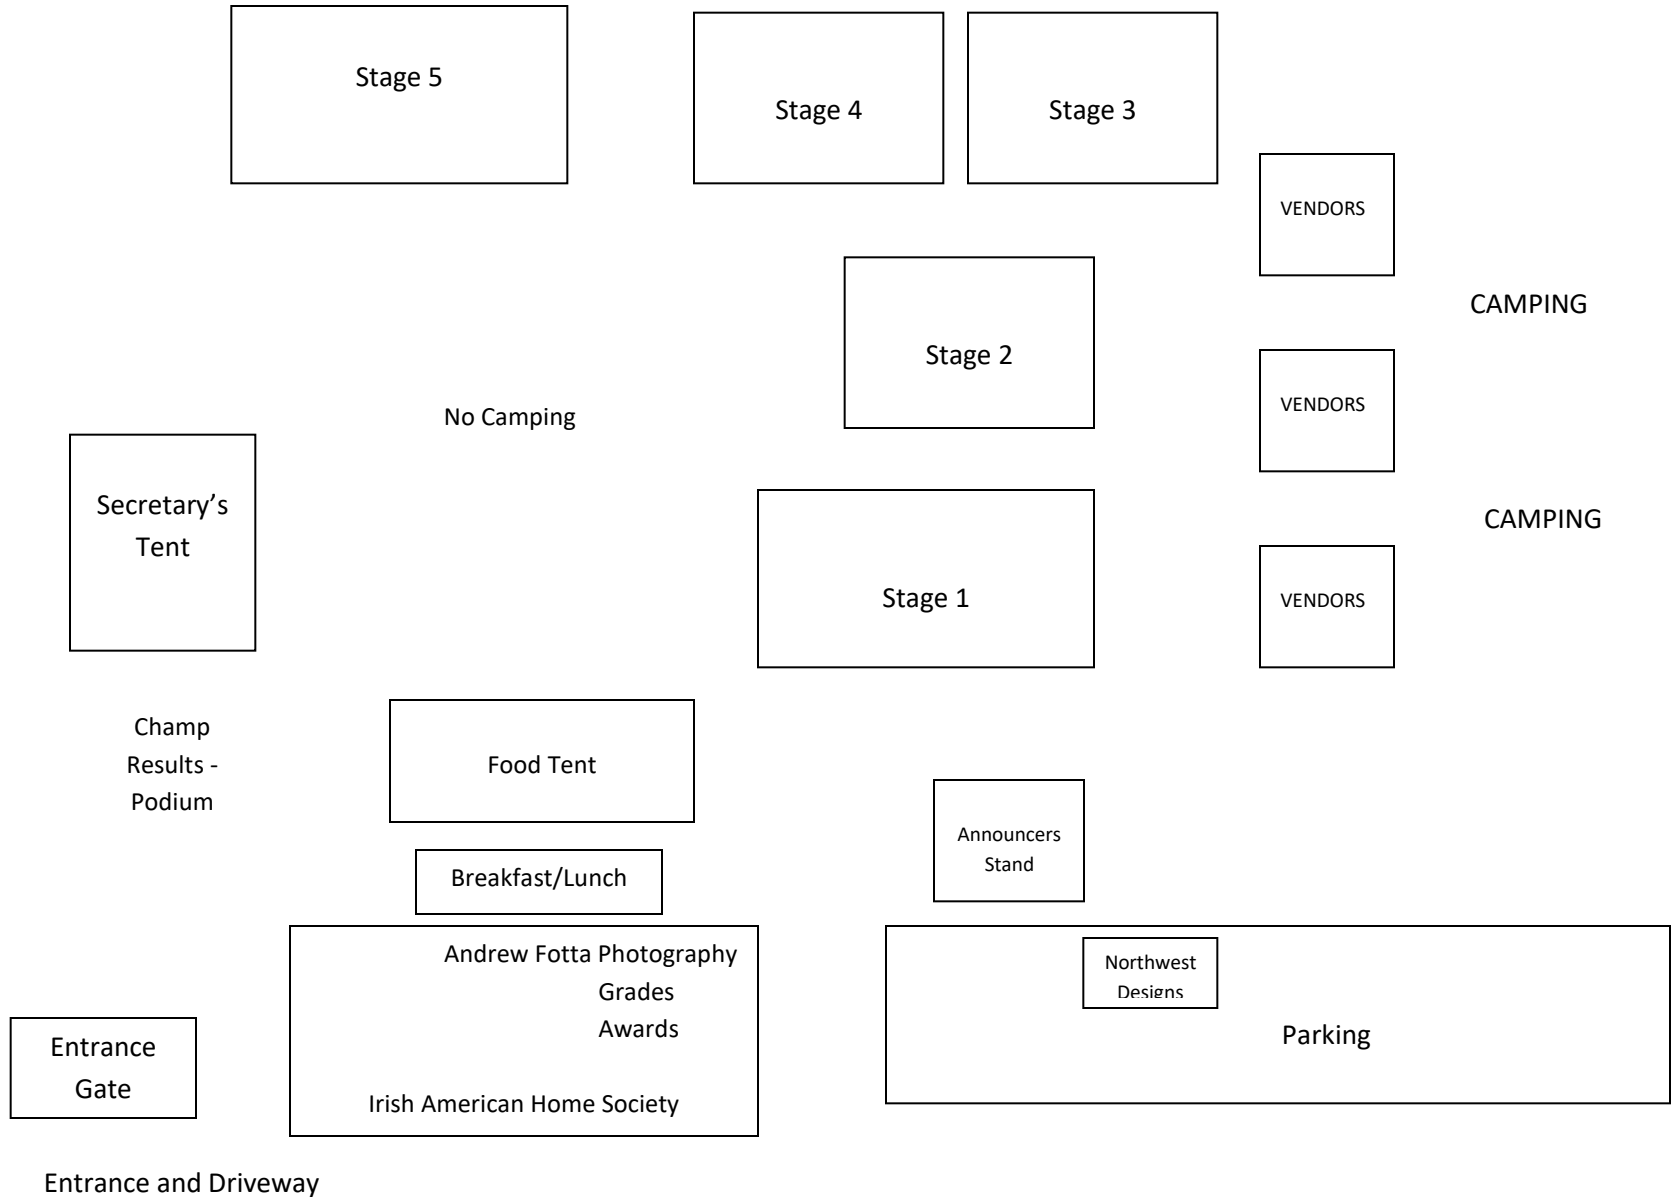 Stage 5
Stage 4
Stage 3
VENDORS
CAMPING
Stage 2
VENDORS
No Camping
Secretary’s
Tent
CAMPING
Stage 1
VENDORS
Champ
Results -
Podium
Food Tent
Announcers
Stand
Breakfast/Lunch
Andrew Fotta Photography
Grades
Awards
Irish American Home Society
Northwest
Designs
Parking
Entrance
Gate
Entrance and Driveway